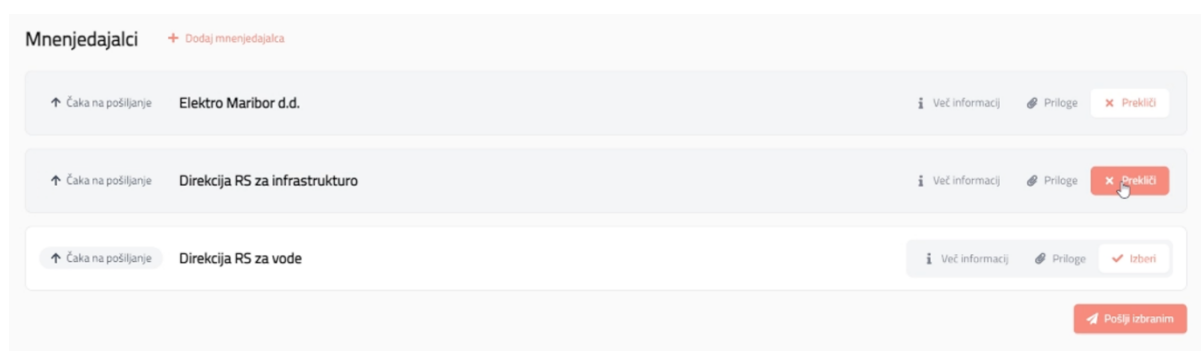 Mnenjedajalci + Dodaj mnenjedajalca
Čaka na pošiljanje Elektro Maribor d.d. Več informacij Priloge Prekliči
Čaka na pošiljanje Direkcija RS za infrastrukturo Več informacij Priloge Prekliči
Čaka na pošiljanje Direkcija RS za vode Več informacij Priloge Izberi
Pošlji izbranim